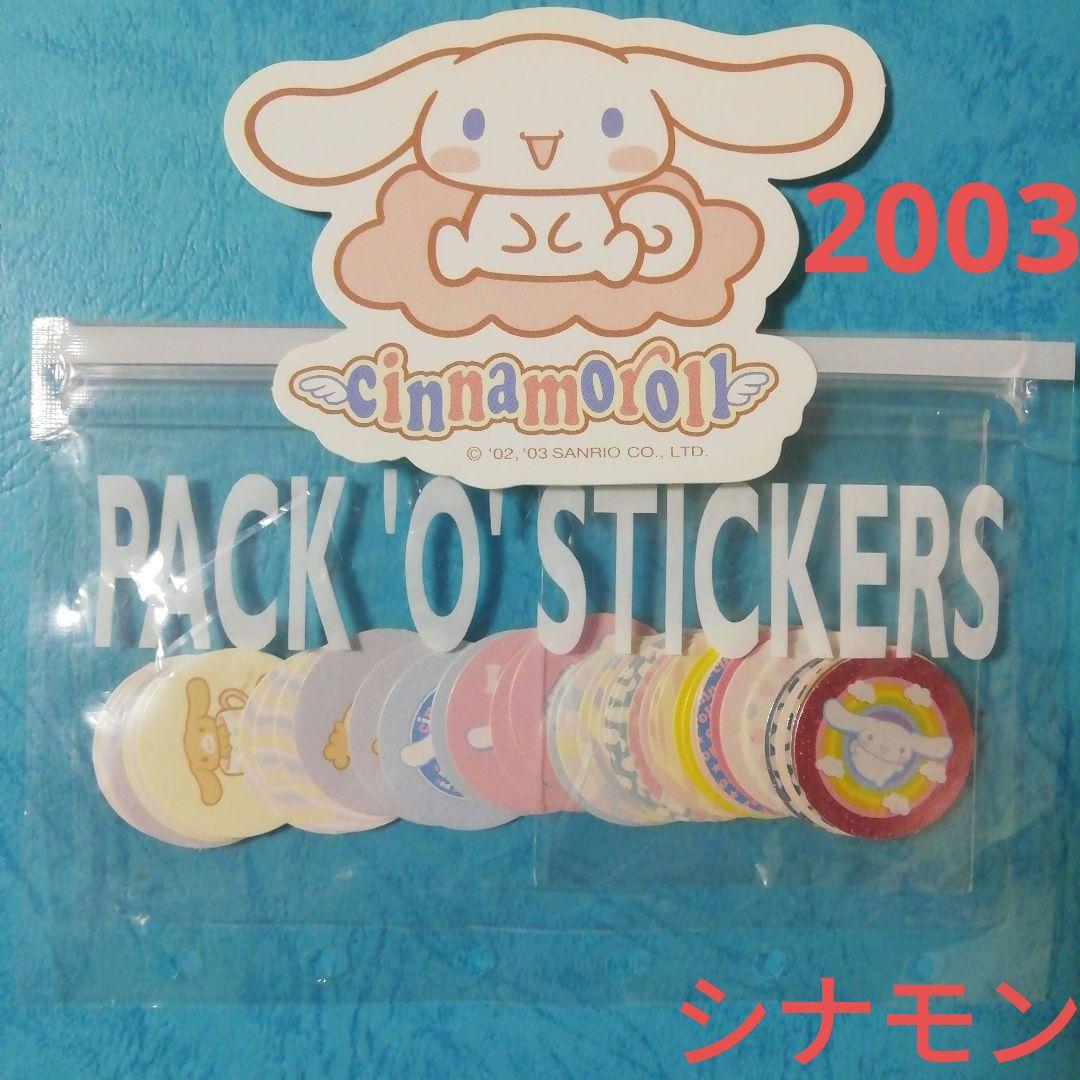 2003
cinnamoroll
© '02, '03 SANRIO CO., LTD.
PACK 'O' STICKERS
シナモン